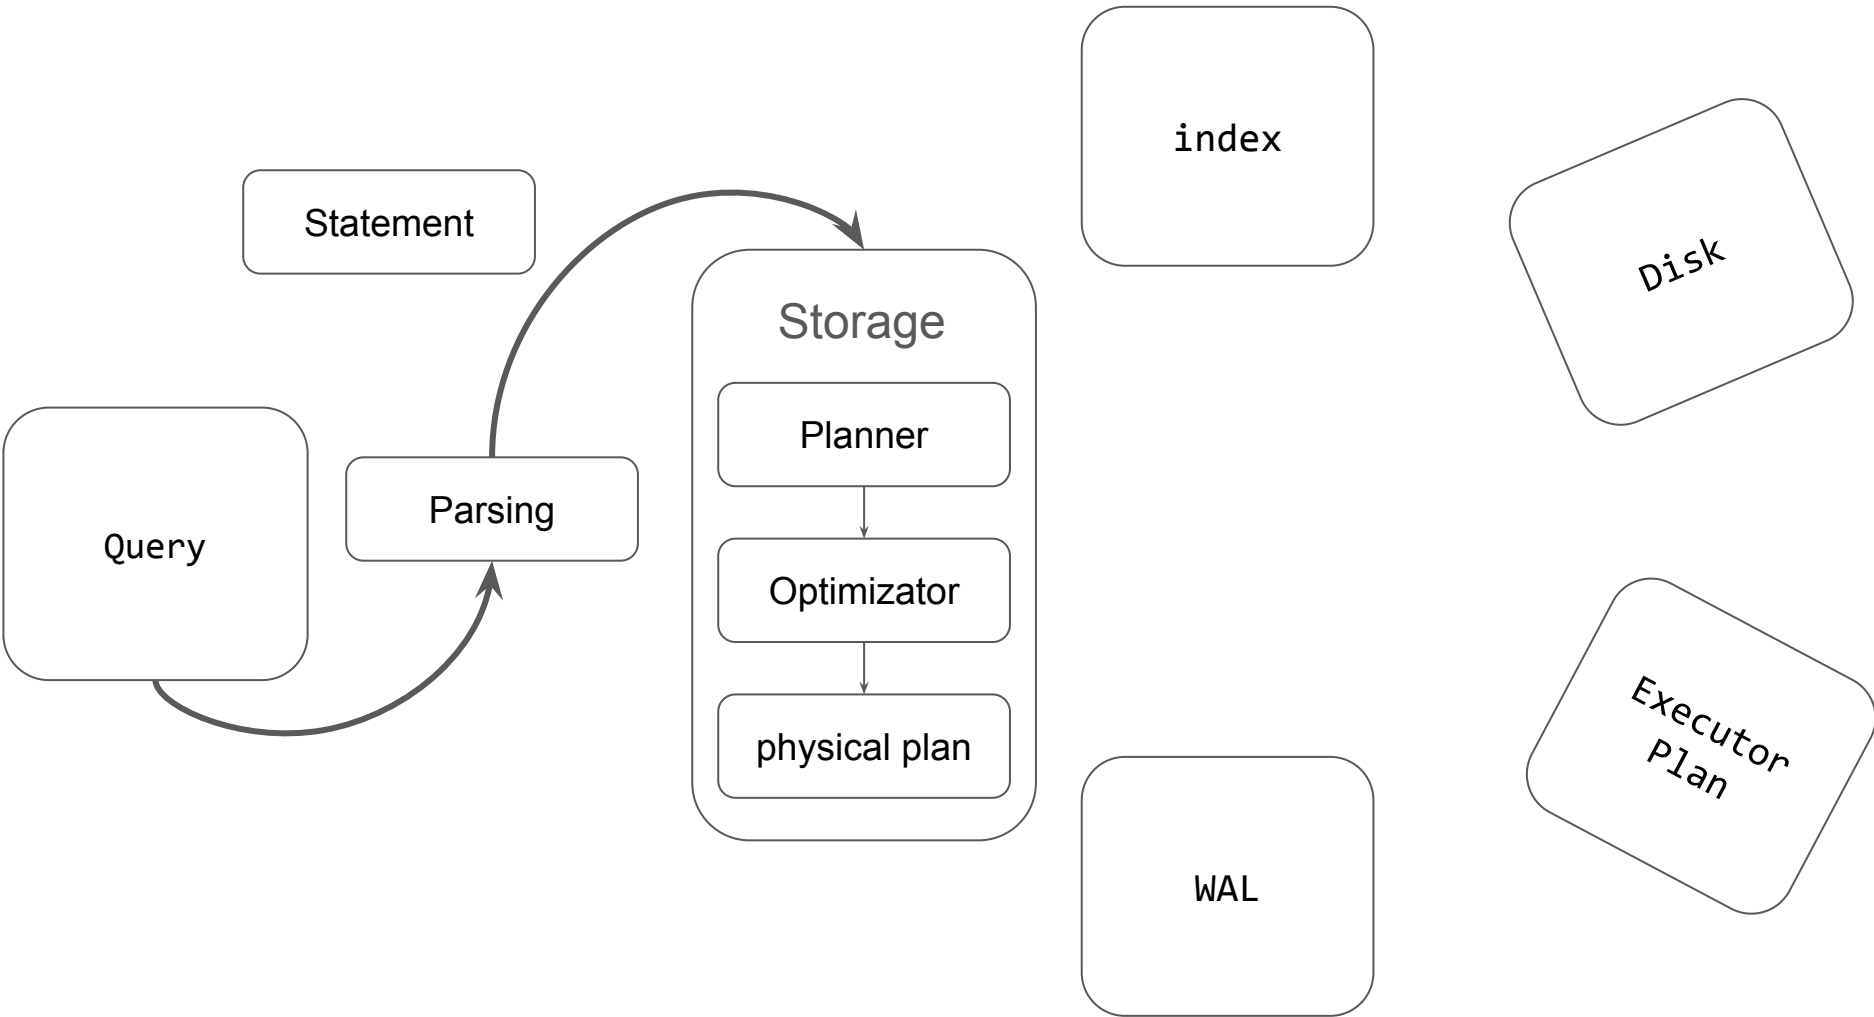 index
Disk
Statement
Storage
Planner
Parsing
Query
Optimizator
physical plan
Executor
Plan
WAL